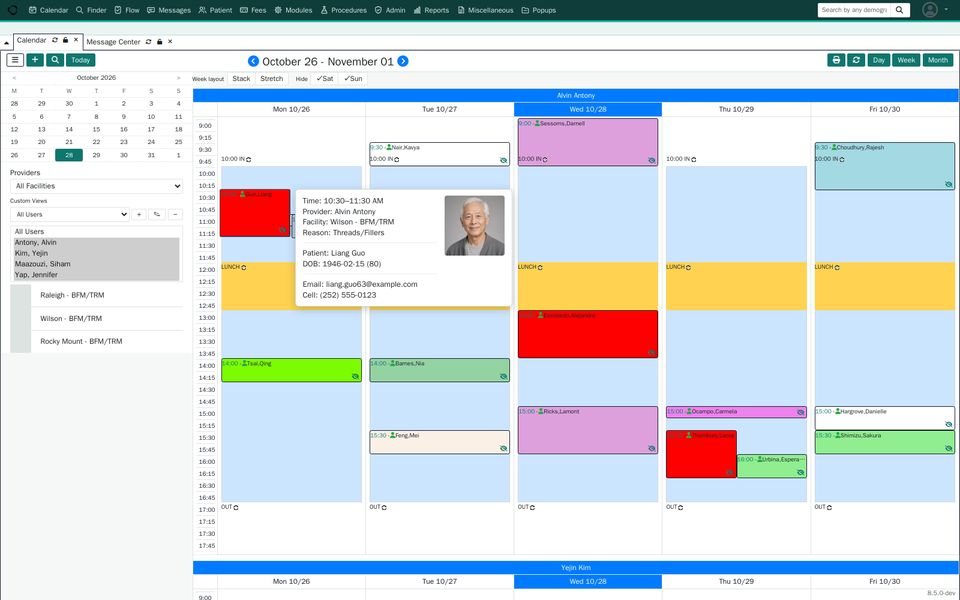 Calendar Finder Flow Messages Patient Fees Modules Procedures Admin Reports Miscellaneous Popups
Search by any demogr
Calendar
Message Center
Today
October 26 - November 01
Day Week Month
October 2026
M T W T F S S
28 29 30 1 2 3 4
5 6 7 8 9 10 11
12 13 14 15 16 17 18
19 20 21 22 23 24 25
26 27 28 29 30 31 1
Providers
All Facilities
Custom Views
All Users
All Users
Antony, Alvin
Kim, Yejin
Maazouzi, Siham
Yap, Jennifer
Raleigh - BFM/TRM
Wilson - BFM/TRM
Rocky Mount - BFM/TRM
Week layout Stack Stretch Hide ✓Sat ✓Sun
Alvin Antony
Mon 10/26 Tue 10/27 Wed 10/28 Thu 10/29 Fri 10/30
9:00
9:15
9:30
9:45
10:00
10:15
10:30
10:45
11:00
11:15
11:30
11:45
12:00
12:15
12:30
12:45
13:00
13:15
13:30
13:45
14:00
14:15
14:30
14:45
15:00
15:15
15:30
15:45
16:00
16:15
16:30
16:45
17:00
17:15
17:30
17:45
10:00 IN
LUNCH
14:00 - Tsai,Qing
OUT
9:30 - Nair,Kavya
10:00 IN
14:00 - Barnes,Nia
15:30 - Feng,Mei
OUT
9:00 - Sessoms,Darnell
10:00 IN
LUNCH
15:00 - Ricks,Lamont
OUT
10:00 IN
LUNCH
15:00 - Ocampo,Carmela
16:00 - Urbina,Espera···
OUT
9:30 - Choudhury,Rajesh
10:00 IN
LUNCH
15:00 - Hargrove,Danielle
15:30 - Shimizu,Sakura
OUT
Time: 10:30–11:30 AM
Provider: Alvin Antony
Facility: Wilson - BFM/TRM
Reason: Threads/Fillers
Patient: Liang Guo
DOB: 1946-02-15 (80)
Email: liang.guo63@example.com
Cell: (252) 555-0123
Yejin Kim
Mon 10/26 Tue 10/27 Wed 10/28 Thu 10/29 Fri 10/30
9:00
8.5.0-dev